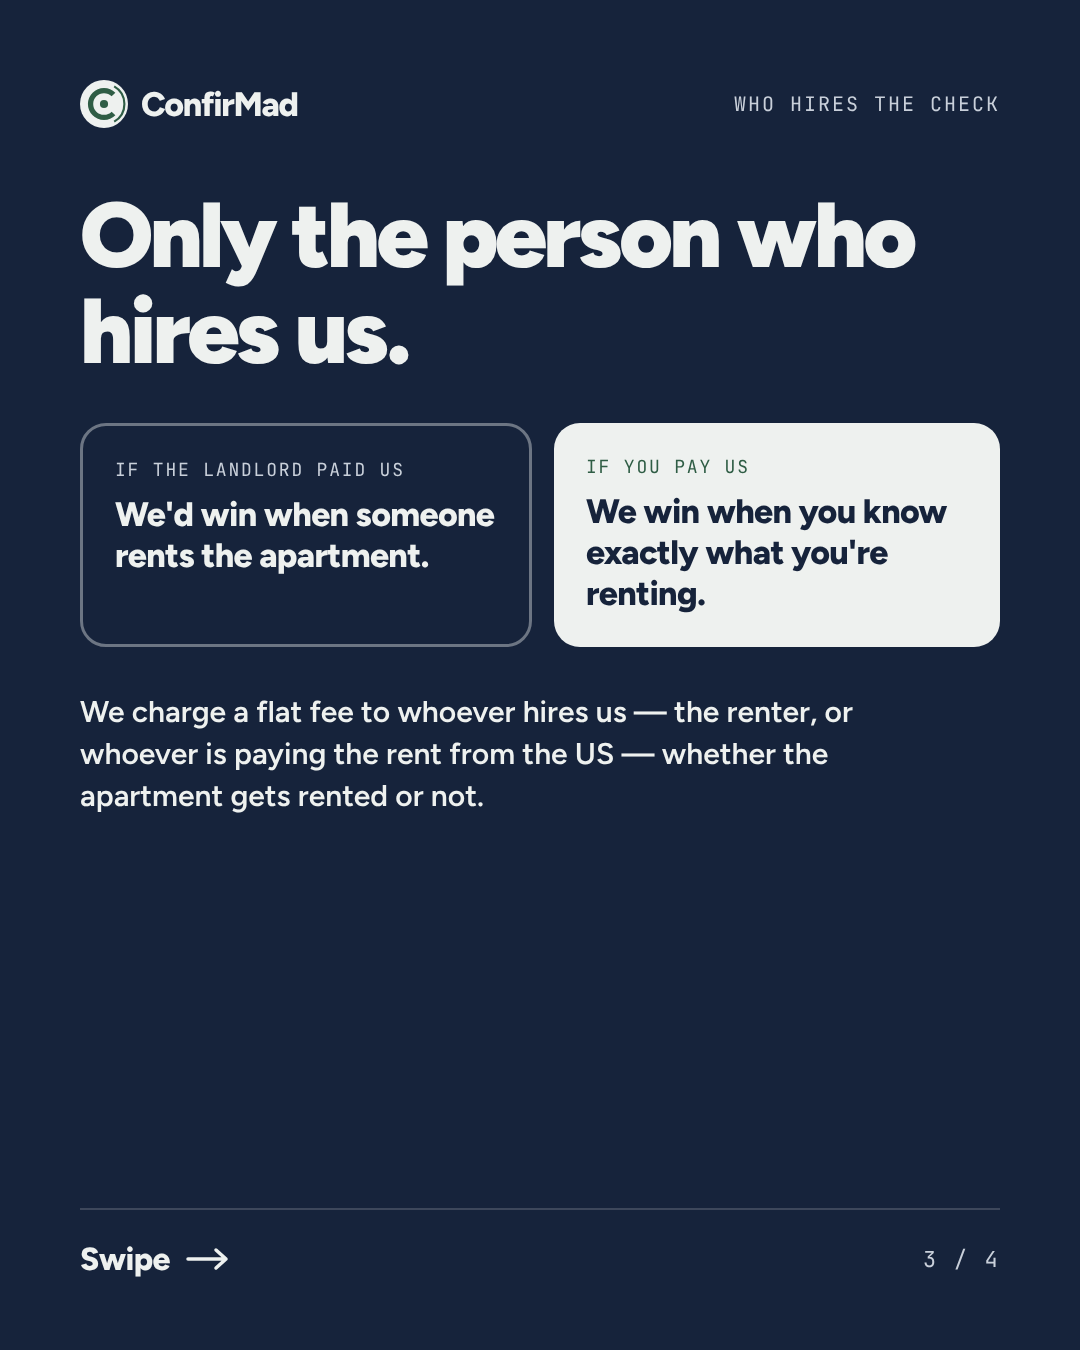 ConfirMad
WHO HIRES THE CHECK
Only the person who
hires us.
IF THE LANDLORD PAID US
We'd win when someone
rents the apartment.
IF YOU PAY US
We win when you know
exactly what you're
renting.
We charge a flat fee to whoever hires us — the renter, or
whoever is paying the rent from the US — whether the
apartment gets rented or not.
Swipe →
3 / 4